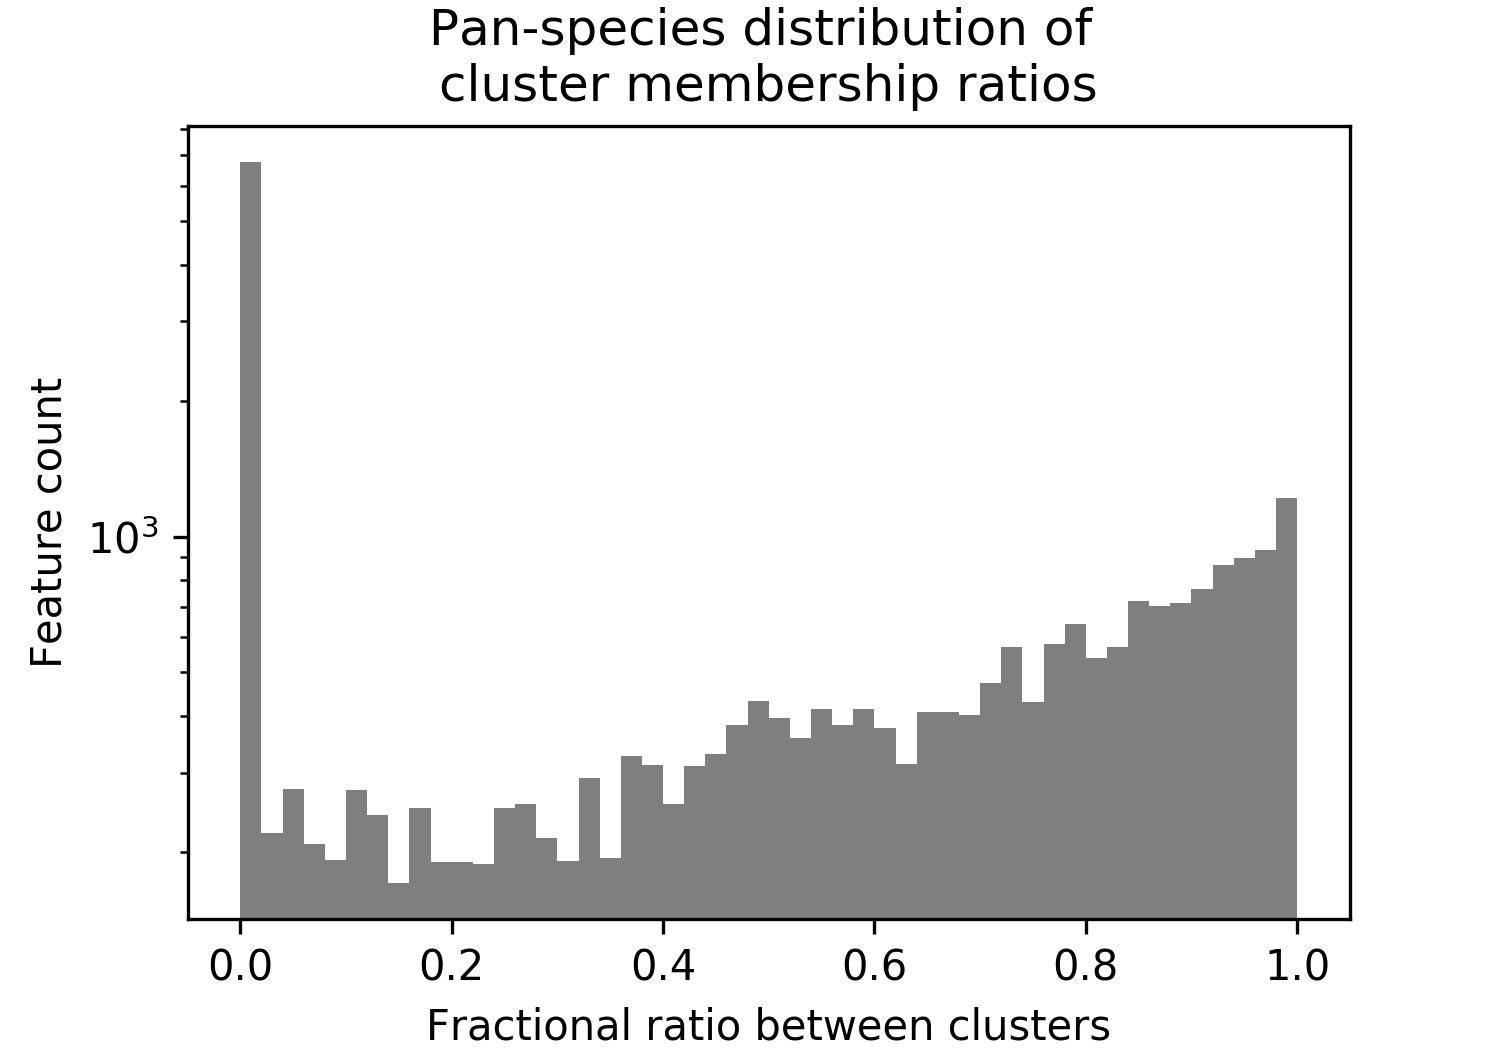 Pan-species distribution of
cluster membership ratios
Feature count
10³
0.0 0.2 0.4 0.6 0.8 1.0
Fractional ratio between clusters